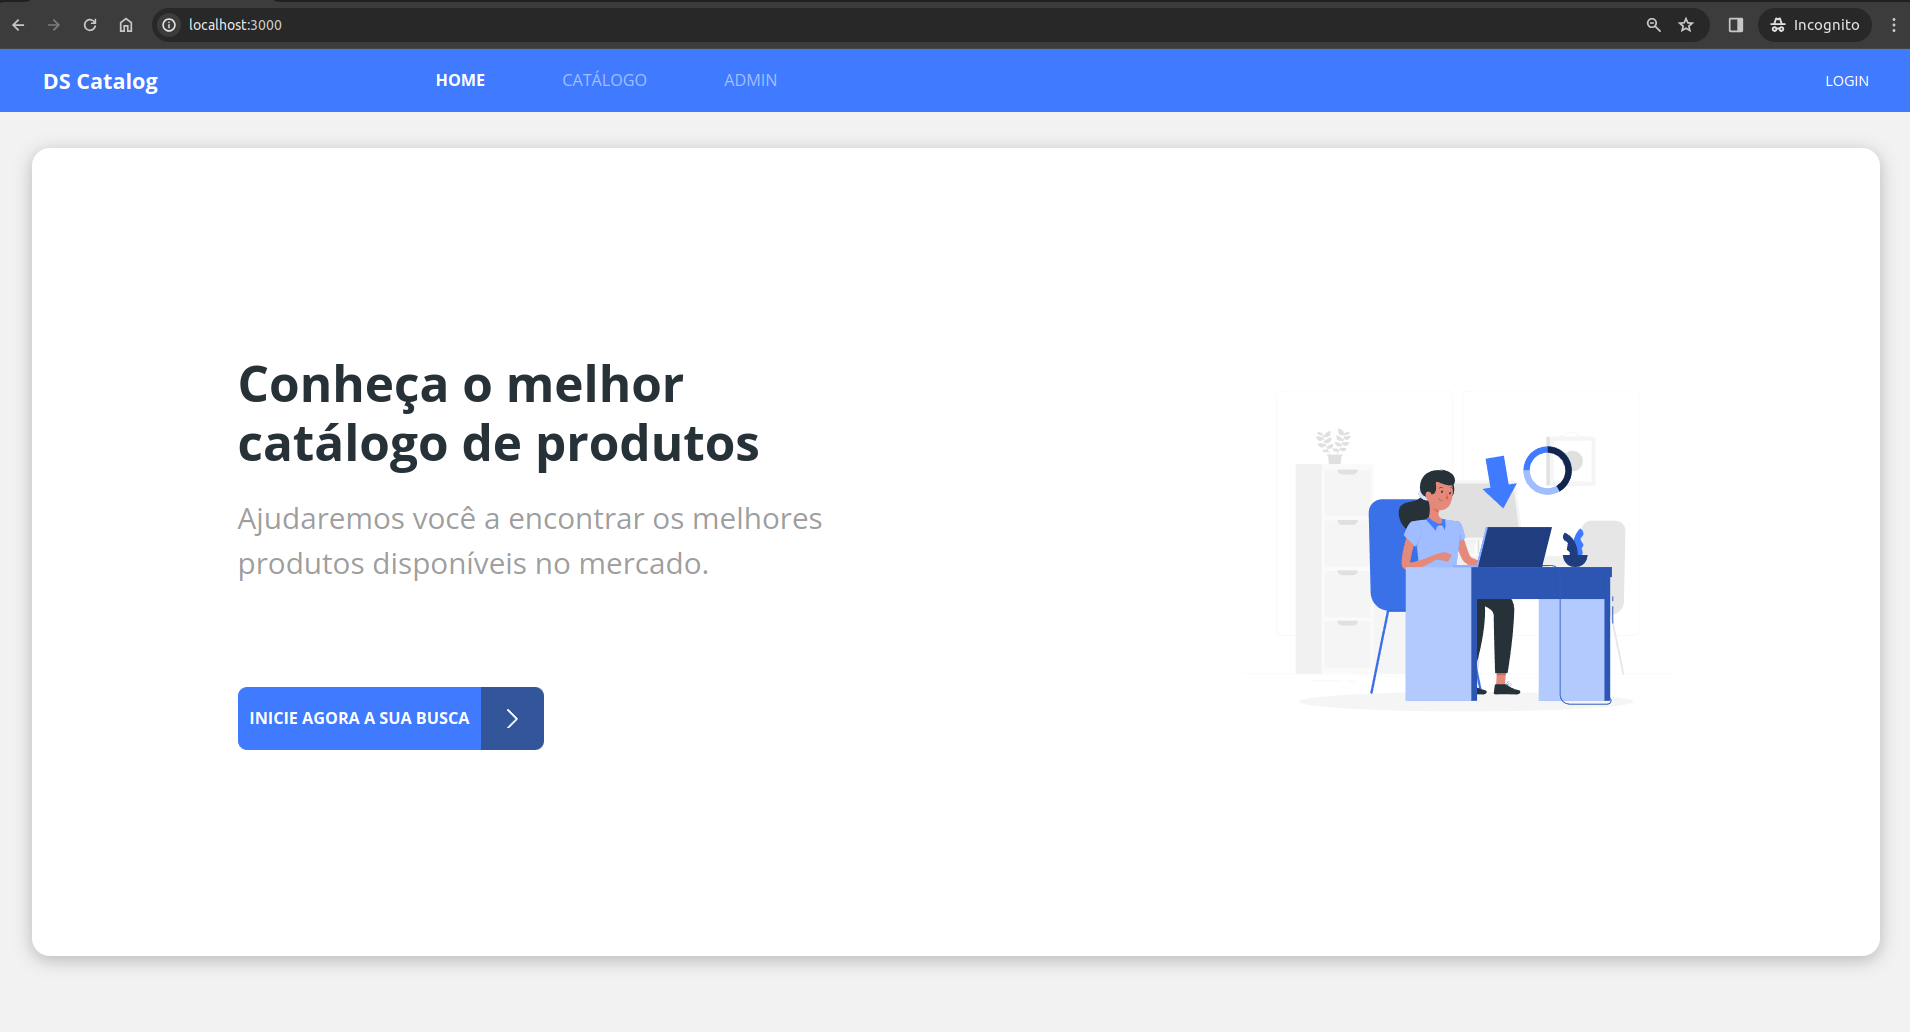 localhost:3000
Incognito
DS Catalog
HOME
CATÁLOGO
ADMIN
LOGIN
Conheça o melhor
catálogo de produtos
Ajudaremos você a encontrar os melhores
produtos disponíveis no mercado.
INICIE AGORA A SUA BUSCA